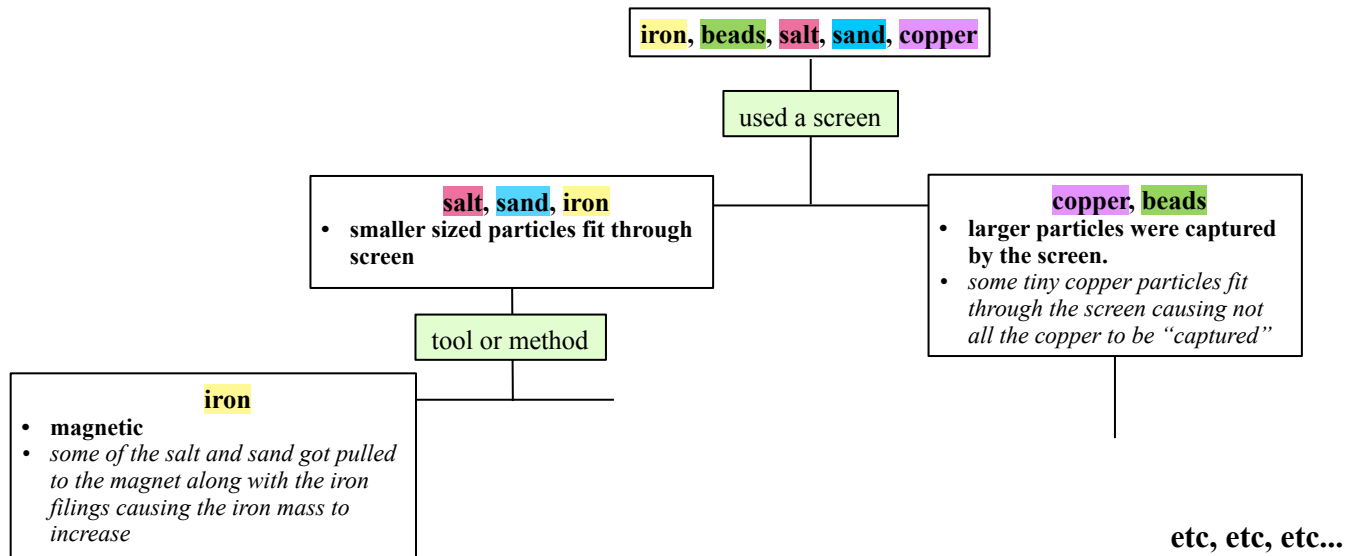 iron, beads, salt, sand, copper
used a screen
salt, sand, iron
• smaller sized particles fit through
screen
copper, beads
• larger particles were captured
by the screen.
• some tiny copper particles fit
through the screen causing not
all the copper to be “captured”
tool or method
iron
• magnetic
• some of the salt and sand got pulled
to the magnet along with the iron
filings causing the iron mass to
increase
etc, etc, etc...